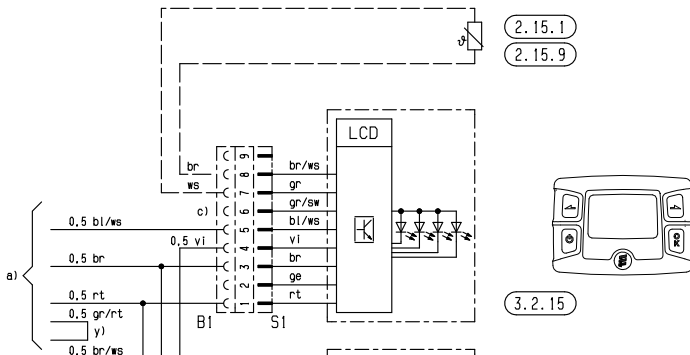 2.15.1
2.15.9
LCD
br
ws
9
8
7
6
5
4
3
2
1
br/ws
gr
gr/sw
bl/ws
vi
br
ge
rt
c)
0,5 bl/ws
0,5 vi
a)
0,5 br
0,5 rt
0,5 gr/rt
y)
0,5 br/ws
B1
S1
OK
3.2.15